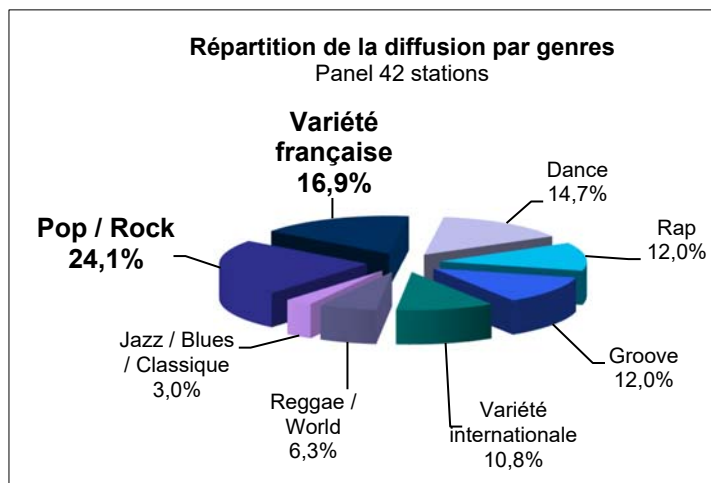 Répartition de la diffusion par genres
Panel 42 stations
Variété
française
16,9%
Dance
14,7%
Rap
12,0%
Pop / Rock
24,1%
Jazz / Blues
/ Classique
3,0%
Reggae /
World
6,3%
Variété
internationale
10,8%
Groove
12,0%